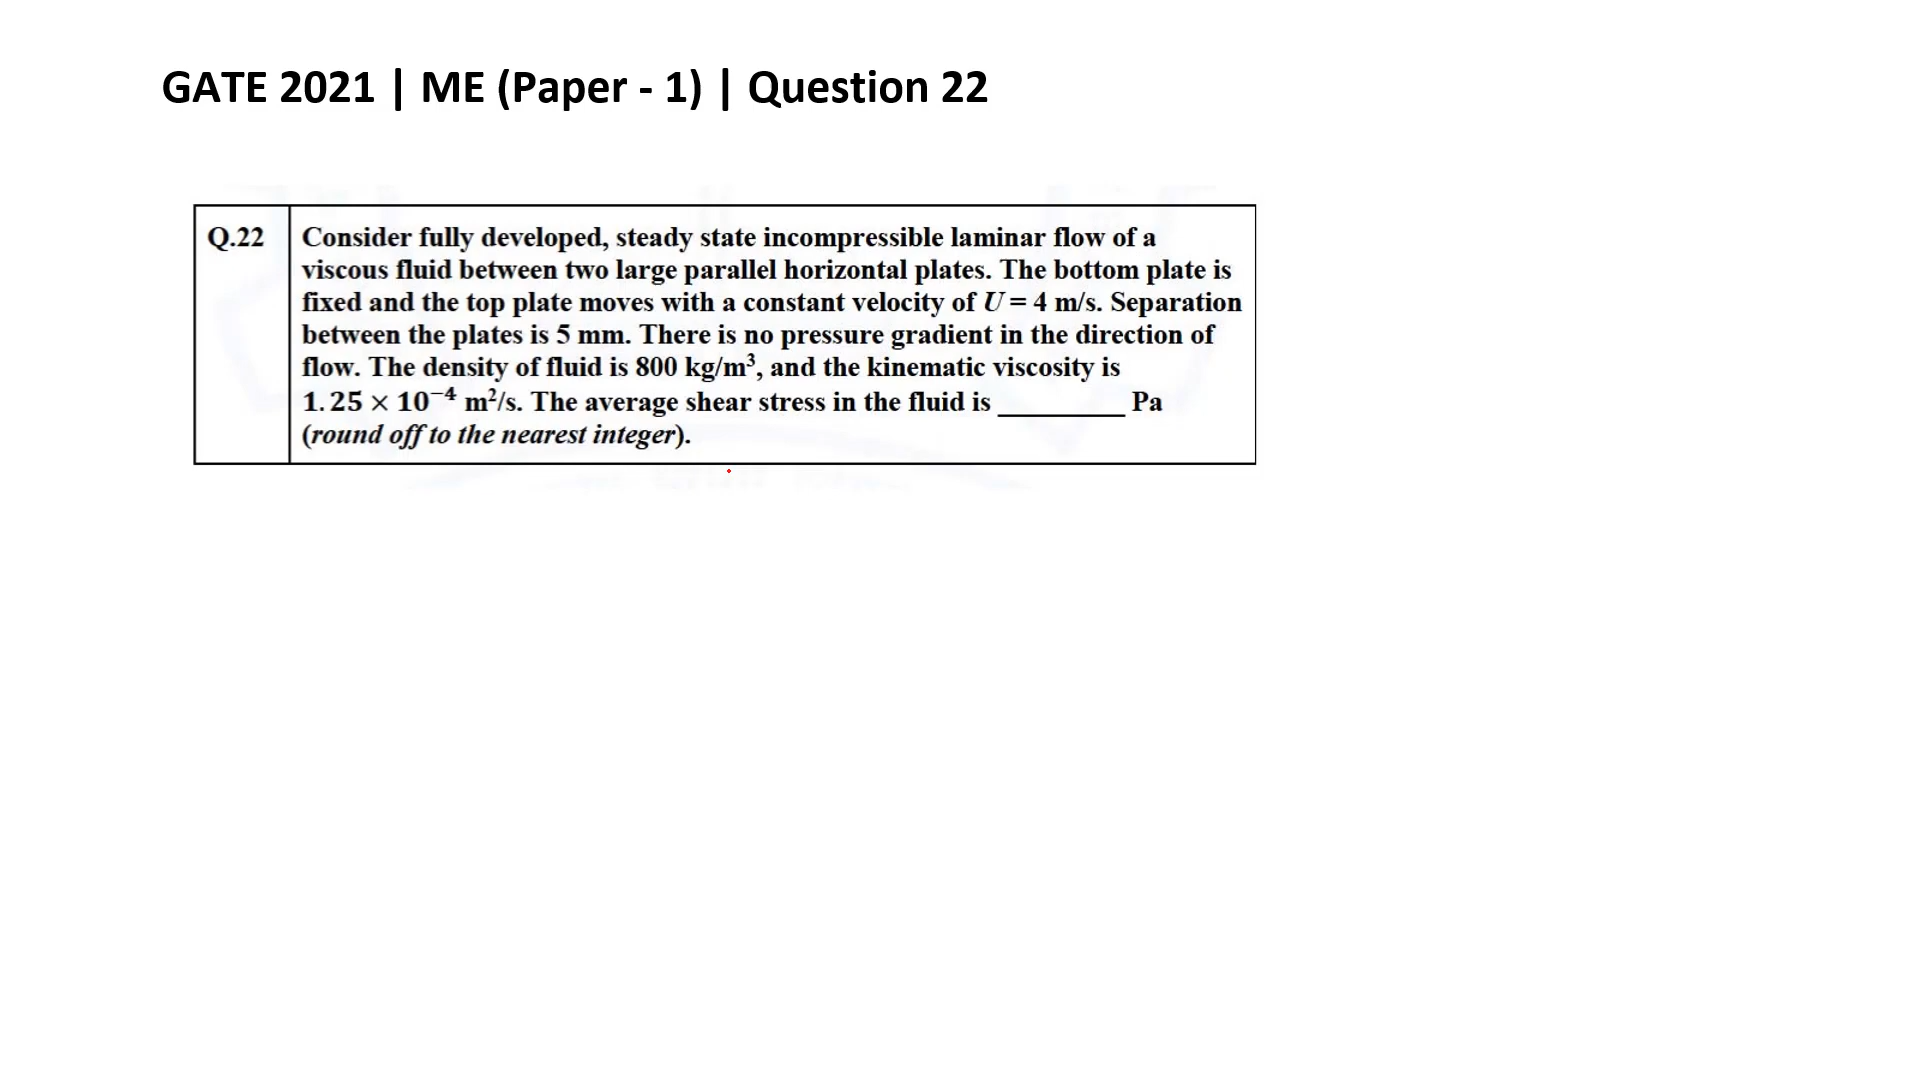 GATE 2021 | ME (Paper - 1) | Question 22
Q.22 Consider fully developed, steady state incompressible laminar flow of a
viscous fluid between two large parallel horizontal plates. The bottom plate is
fixed and the top plate moves with a constant velocity of U = 4 m/s. Separation
between the plates is 5 mm. There is no pressure gradient in the direction of
flow. The density of fluid is 800 kg/m³, and the kinematic viscosity is
1.25 × 10⁻⁴ m²/s. The average shear stress in the fluid is _________ Pa
(round off to the nearest integer).